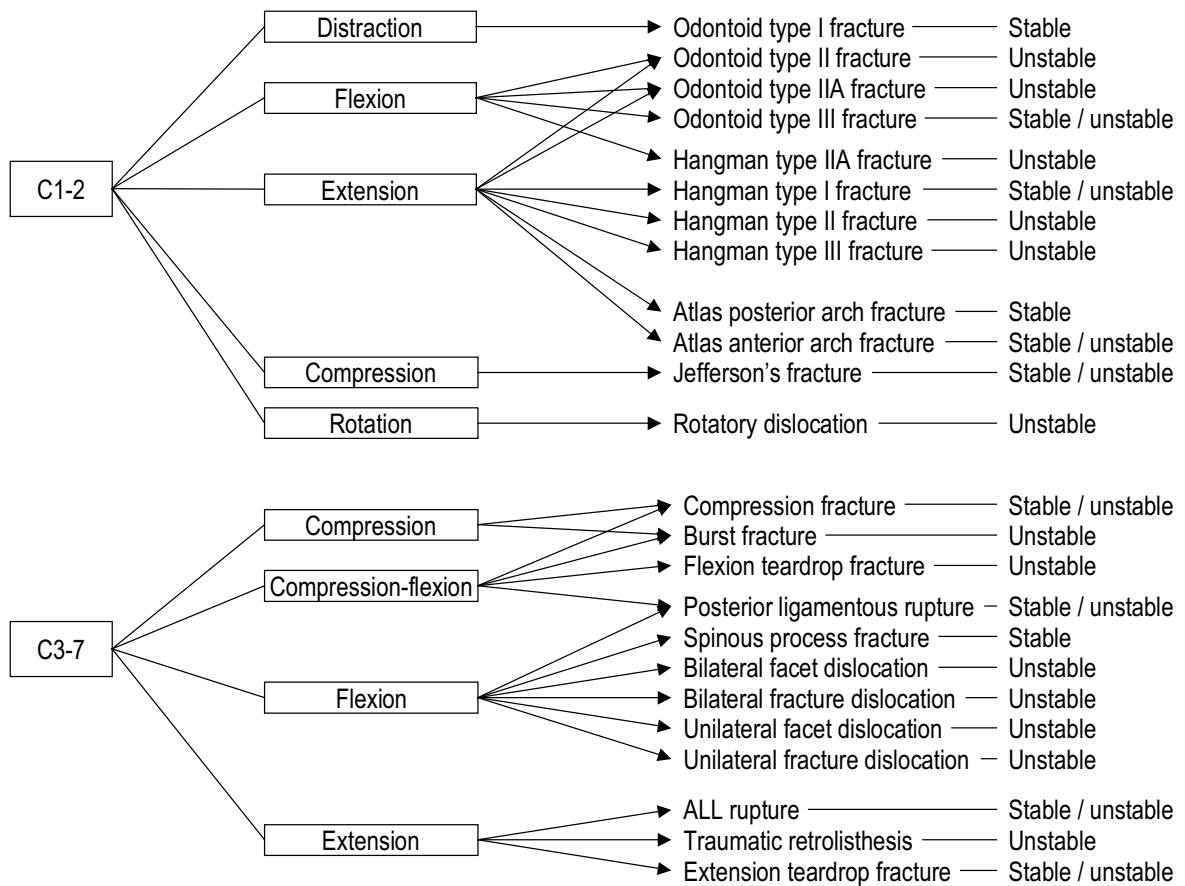 Distraction
Odontoid type I fracture Stable
Odontoid type II fracture Unstable
Flexion
Odontoid type IIA fracture Unstable
Odontoid type III fracture Stable / unstable
Hangman type IIA fracture Unstable
C1-2
Extension
Hangman type I fracture Stable / unstable
Hangman type II fracture Unstable
Hangman type III fracture Unstable
Atlas posterior arch fracture Stable
Atlas anterior arch fracture Stable / unstable
Compression
Jefferson's fracture Stable / unstable
Rotation
Rotatory dislocation Unstable
Compression fracture Stable / unstable
Compression
Burst fracture Unstable
Flexion teardrop fracture Unstable
Compression-flexion
Posterior ligamentous rupture Stable / unstable
Spinous process fracture Stable
C3-7
Bilateral facet dislocation Unstable
Flexion
Bilateral fracture dislocation Unstable
Unilateral facet dislocation Unstable
Unilateral fracture dislocation Unstable
ALL rupture Stable / unstable
Extension
Traumatic retrolisthesis Unstable
Extension teardrop fracture Stable / unstable